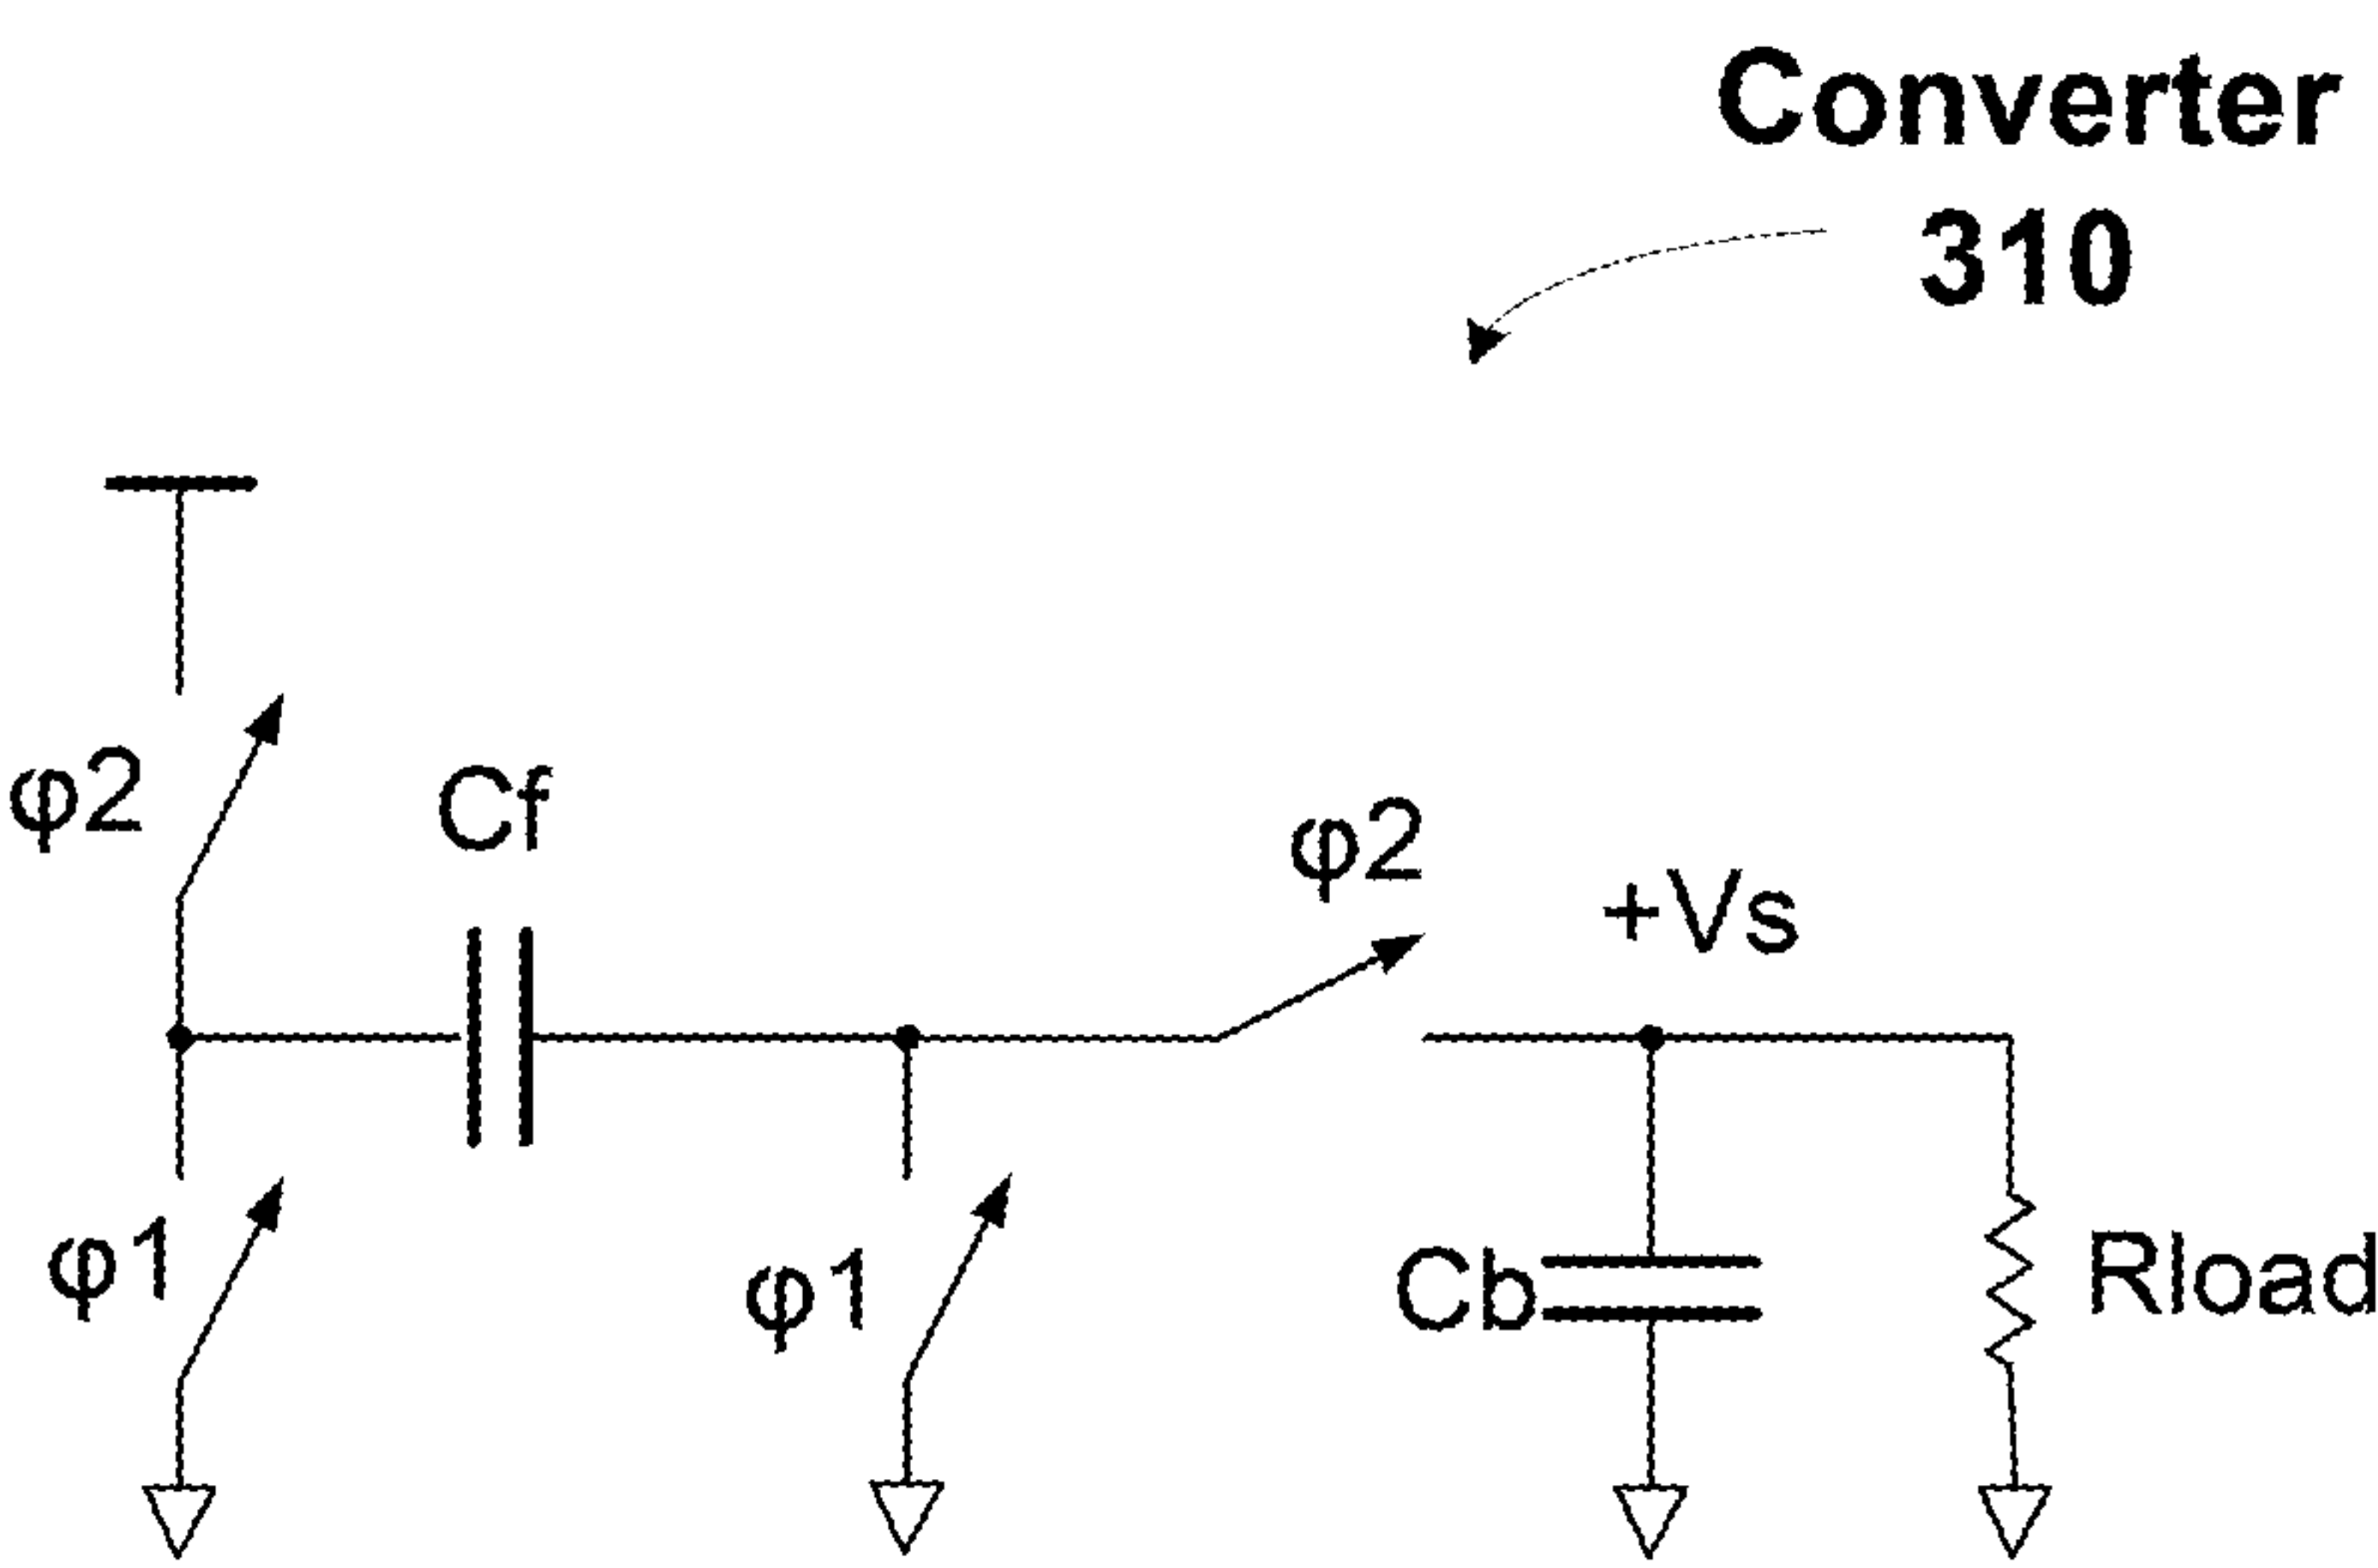 Converter
310
φ2
Cf
φ2
+Vs
φ1
φ1
Cb
Rload